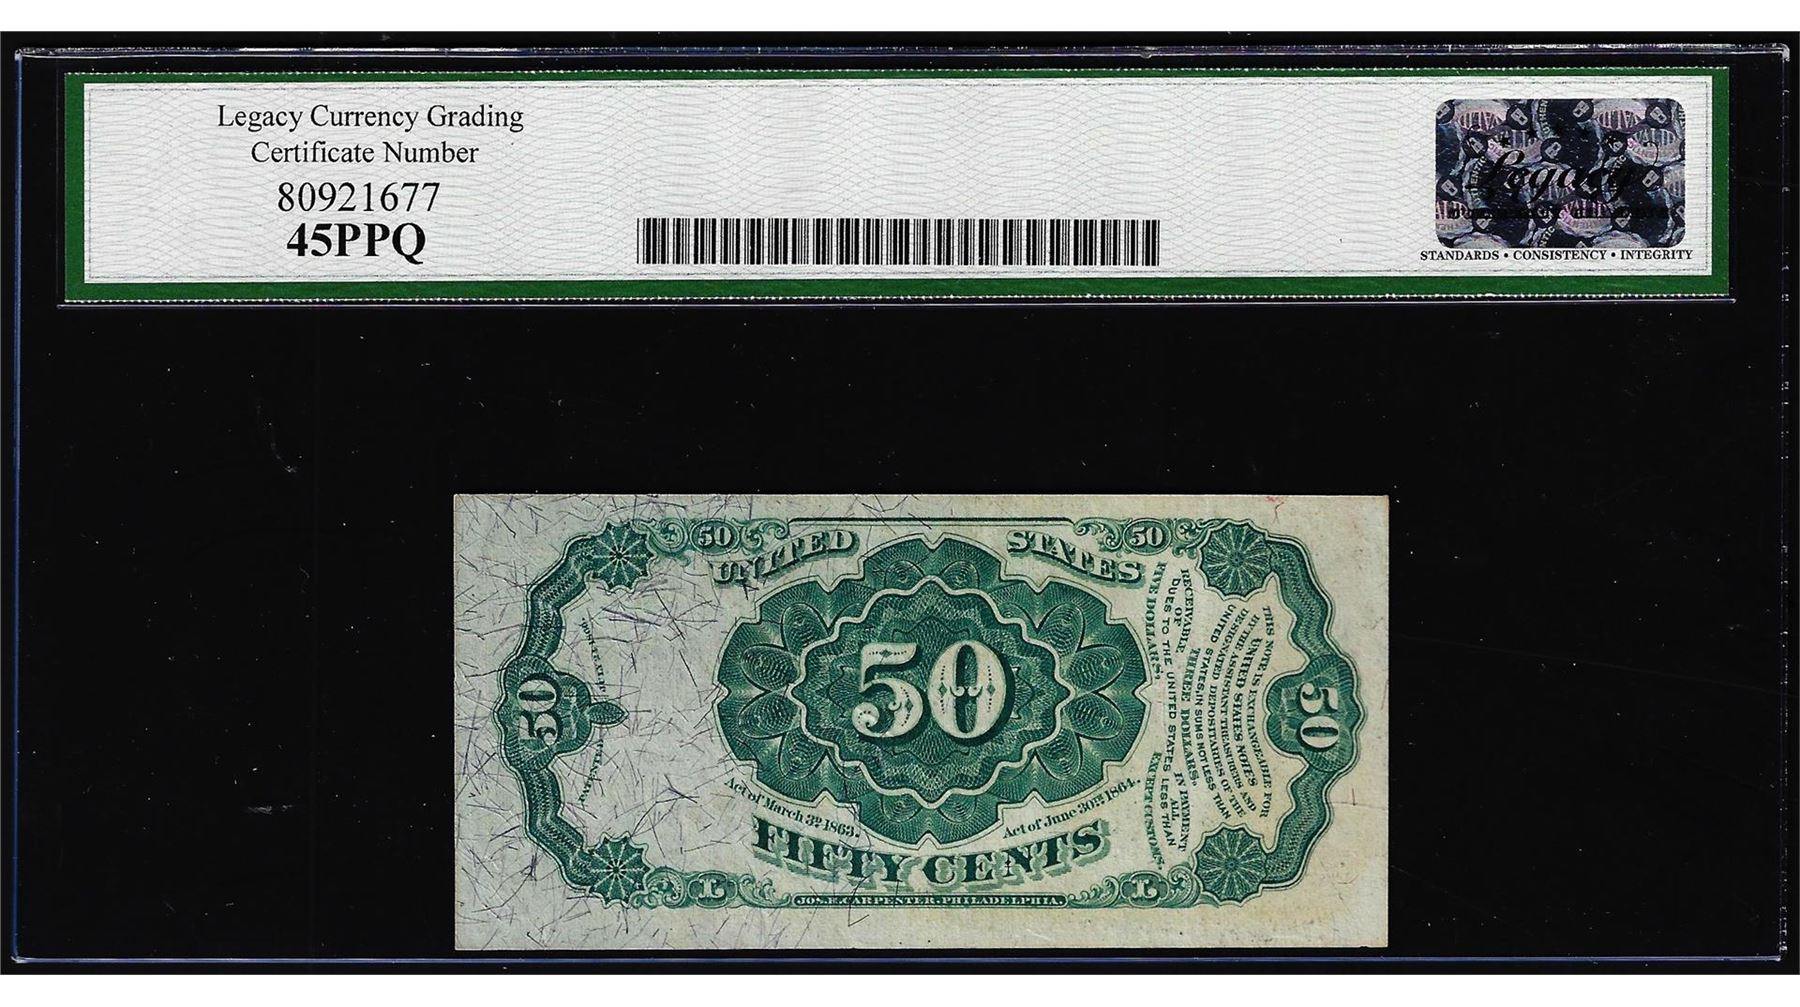 Legacy Currency Grading
Certificate Number
80921677
45PPQ
Legacy
STANDARDS • CONSISTENCY • INTEGRITY
50
50
UNITED STATES
50
50
50
THIS NOTE IS EXCHANGEABLE FOR
UNITED STATES NOTES
BY THE ASSISTANT TREASURERS AND
DESIGNATED DEPOSITARIES OF THE
UNITED STATES, IN SUMS NOT LESS THAN
THREE DOLLARS.
RECEIVABLE IN PAYMENT
OF ALL
DUES TO THE UNITED STATES LESS THAN
FIVE DOLLARS, EXCEPT CUSTOMS.
Act of March 3D 1863.
Act of June 30TH 1864.
FIFTY CENTS
L
L
JOS. R. CARPENTER, PHILADELPHIA.